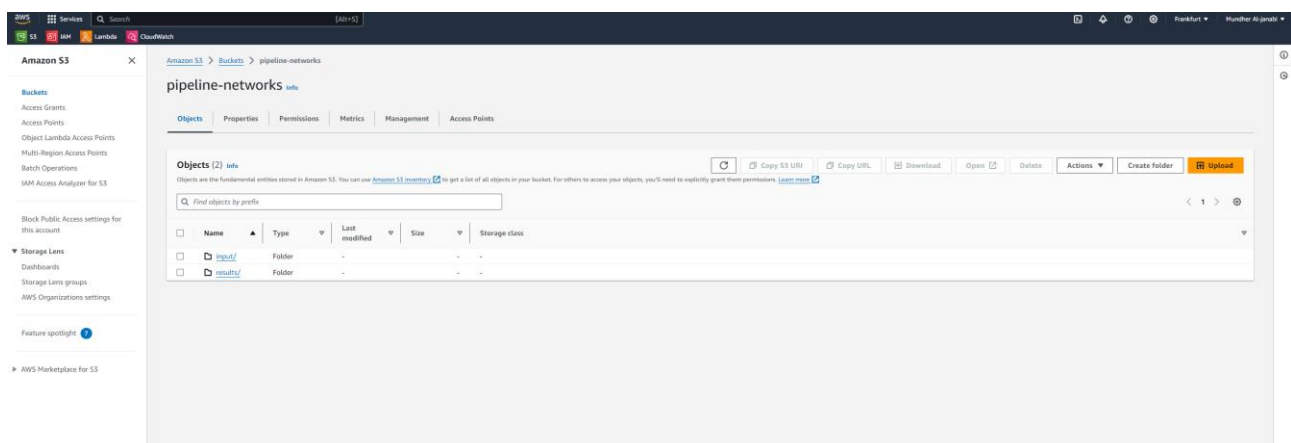 aws Services Search [Alt+S] Frankfurt ▼ Mundher Al-janabi ▼
S3 IAM Lambda CloudWatch
Amazon S3
Buckets
Access Grants
Access Points
Object Lambda Access Points
Multi-Region Access Points
Batch Operations
IAM Access Analyzer for S3
Block Public Access settings for
this account
Storage Lens
Dashboards
Storage Lens groups
AWS Organizations settings
Feature spotlight 7
AWS Marketplace for S3
Amazon S3 > Buckets > pipeline-networks
pipeline-networks Info
Objects Properties Permissions Metrics Management Access Points
Objects (2) Info
Copy S3 URI Copy URL Download Open Delete Actions ▼ Create folder Upload
Objects are the fundamental entities stored in Amazon S3. You can use Amazon S3 inventory to get a list of all objects in your bucket. For others to access your objects, you'll need to explicitly grant them permissions. Learn more
Find objects by prefix
< 1 >
Name Type Last modified Size Storage class
input/ Folder - - -
results/ Folder - - -